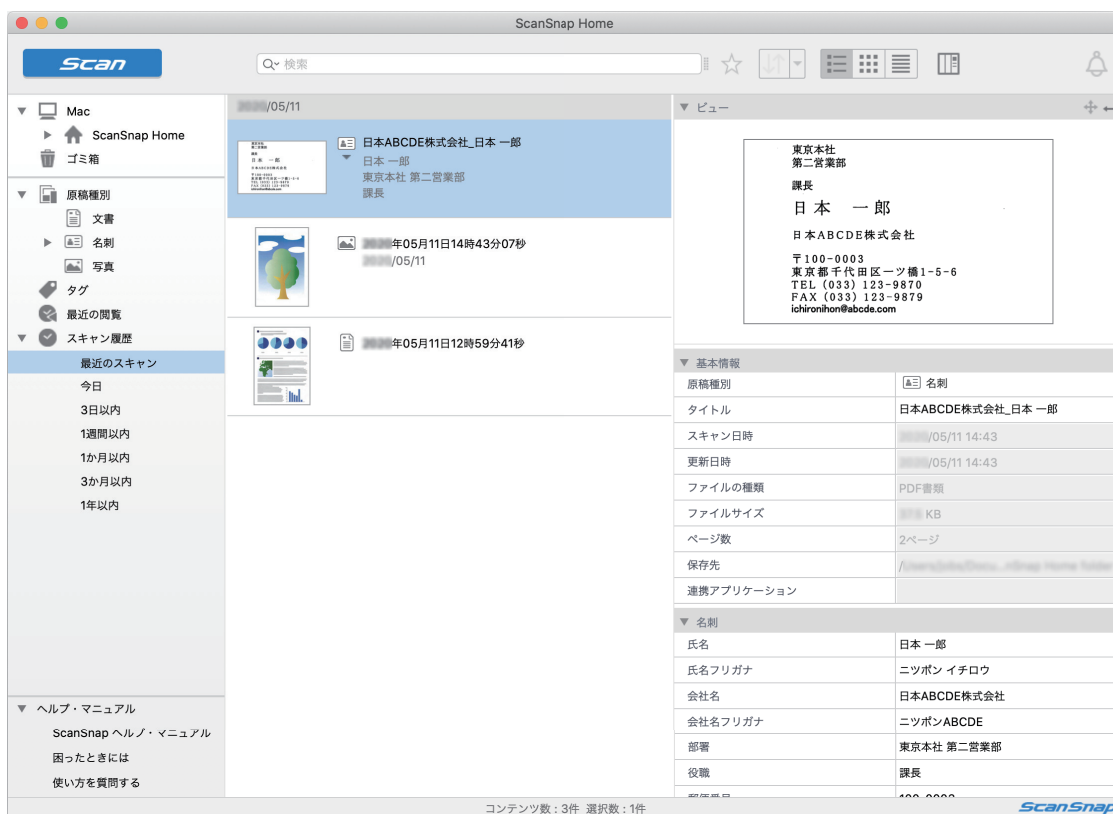 ScanSnap Home
Scan
検索
Mac
ScanSnap Home
ゴミ箱
原稿種別
文書
名刺
写真
タグ
最近の閲覧
スキャン履歴
最近のスキャン
今日
3日以内
1週間以内
1か月以内
3か月以内
1年以内
ヘルプ・マニュアル
ScanSnap ヘルプ・マニュアル
困ったときには
使い方を質問する
/05/11
日本ABCDE株式会社_日本 一郎
日本 一郎
東京本社 第二営業部
課長
年05月11日14時43分07秒
/05/11
年05月11日12時59分41秒
ビュー
東京本社
第二営業部
課長
日本 一郎
日本ABCDE株式会社
〒100-0003
東京都千代田区一ツ橋1-5-6
TEL (033) 123-9870
FAX (033) 123-9879
ichironihon@abcde.com
基本情報
原稿種別 名刺
タイトル 日本ABCDE株式会社_日本 一郎
スキャン日時 /05/11 14:43
更新日時 /05/11 14:43
ファイルの種類 PDF書類
ファイルサイズ KB
ページ数 2ページ
保存先
連携アプリケーション
名刺
氏名 日本 一郎
氏名フリガナ ニツポン イチロウ
会社名 日本ABCDE株式会社
会社名フリガナ ニツポンABCDE
部署 東京本社 第二営業部
役職 課長
コンテンツ数 : 3件 選択数 : 1件
ScanSnap